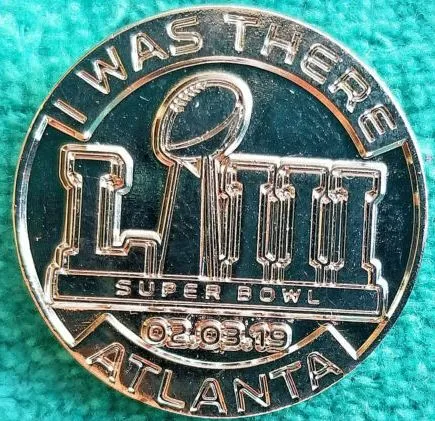 I WAS THERE
LIII
SUPER BOWL
02.03.19
ATLANTA